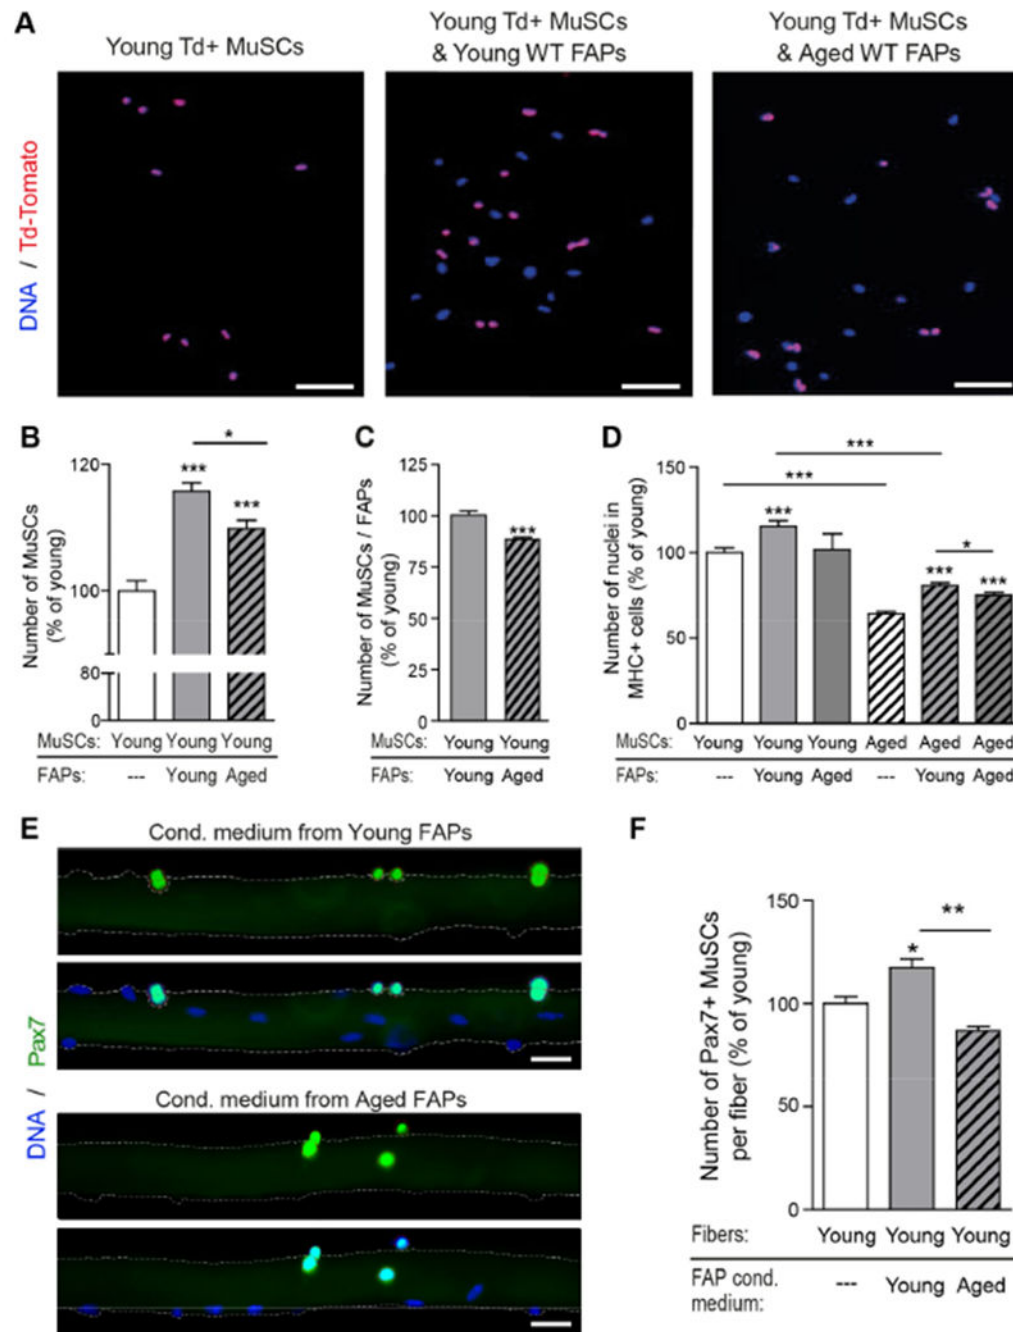 A
Young Td+ MuSCs
Young Td+ MuSCs
& Young WT FAPs
Young Td+ MuSCs
& Aged WT FAPs
DNA / Td-Tomato
B
Number of MuSCs
(% of young)
120
100
80
0
***
***
*
MuSCs: Young Young Young
FAPs: --- Young Aged
C
Number of MuSCs / FAPs
(% of young)
125
100
75
50
25
0
***
MuSCs: Young Young
FAPs: Young Aged
D
Number of nuclei in
MHC+ cells (% of young)
150
100
50
0
***
***
***
*
***
***
MuSCs: Young Young Young Aged Aged Aged
FAPs: --- Young Aged --- Young Aged
E
Cond. medium from Young FAPs
Cond. medium from Aged FAPs
DNA / Pax7
F
Number of Pax7+ MuSCs
per fiber (% of young)
150
100
50
0
**
*
Fibers: Young Young Young
FAP cond. --- Young Aged
medium: